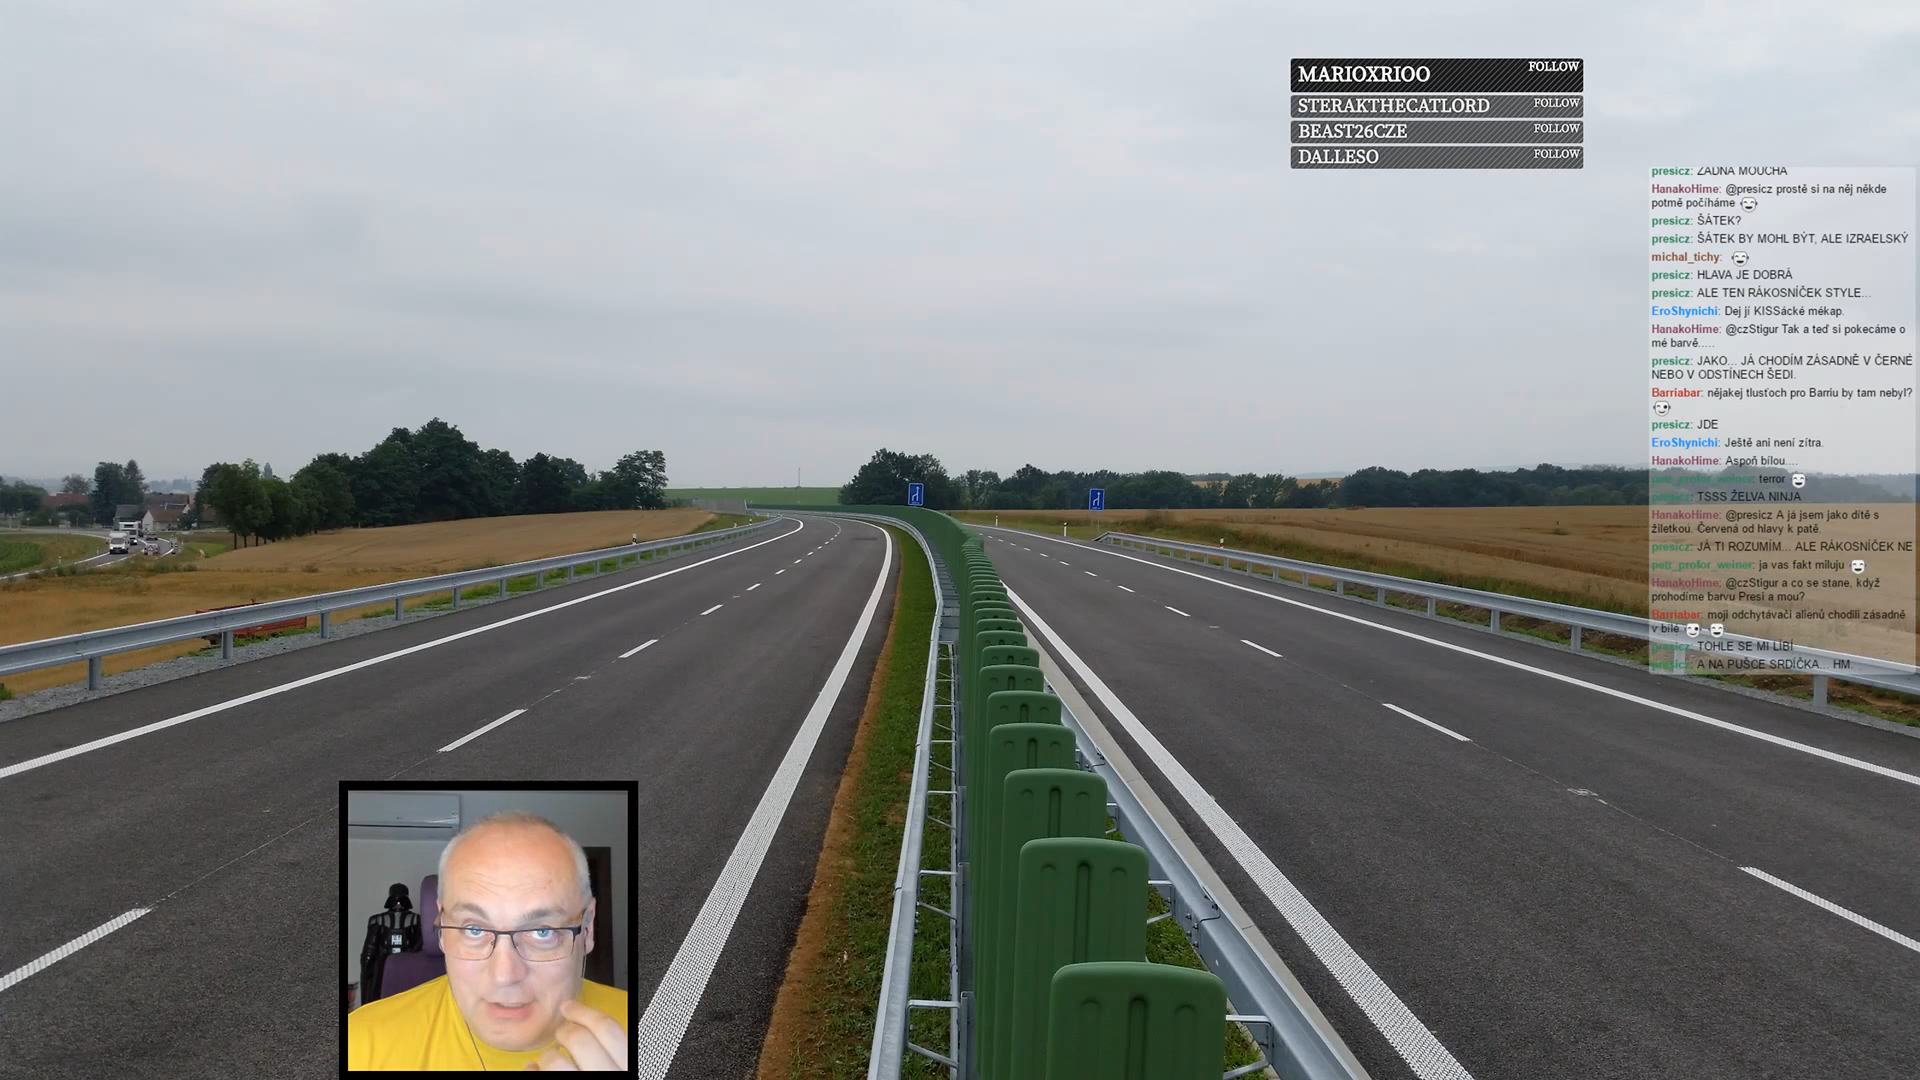 MARIOXRIOO FOLLOW
STERAKTHECATLORD FOLLOW
BEAST26CZE FOLLOW
DALLESO FOLLOW
presicz: ŽÁDNÁ MOUCHA
HanakoHime: @presicz prostě si na něj někde
potmě počíháme
presicz: ŠÁTEK?
presicz: ŠÁTEK BY MOHL BÝT, ALE IZRAELSKÝ
michal_tichy:
presicz: HLAVA JE DOBRÁ
presicz: ALE TEN RÁKOSNÍČEK STYLE...
EroShynichi: Dej jí KISSácké mékap.
HanakoHime: @czStigur Tak a teď si pokecáme o
mé barvě.....
presicz: JAKO... JÁ CHODÍM ZÁSADNĚ V ČERNÉ
NEBO V ODSTÍNECH ŠEDI.
Barriabar: nějakej tlusťoch pro Barriu by tam nebyl?
presicz: JDE
EroShynichi: Ještě ani není zítra.
HanakoHime: Aspoň bílou....
petr_profor_weiner: terror
presicz: TSSS ŽELVA NINJA
HanakoHime: @presicz A já jsem jako dítě s
žiletkou. Červená od hlavy k patě.
presicz: JÁ TI ROZUMÍM... ALE RÁKOSNÍČEK NE
petr_profor_weiner: ja vas fakt miluju
HanakoHime: @czStigur a co se stane, když
prohodíme barvu Presi a mou?
Barriabar: moji odchytávači alienů chodili zásadně
v bílé
presicz: TOHLE SE MI LÍBÍ
presicz: A NA PUŠCE SRDÍČKA... HM.